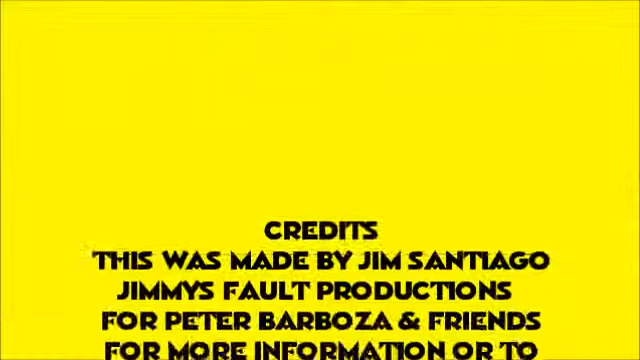 CREDITS
THIS WAS MADE BY JIM SANTIAGO
JIMMYS FAULT PRODUCTIONS
FOR PETER BARBOZA & FRIENDS
FOR MORE INFORMATION OR TO